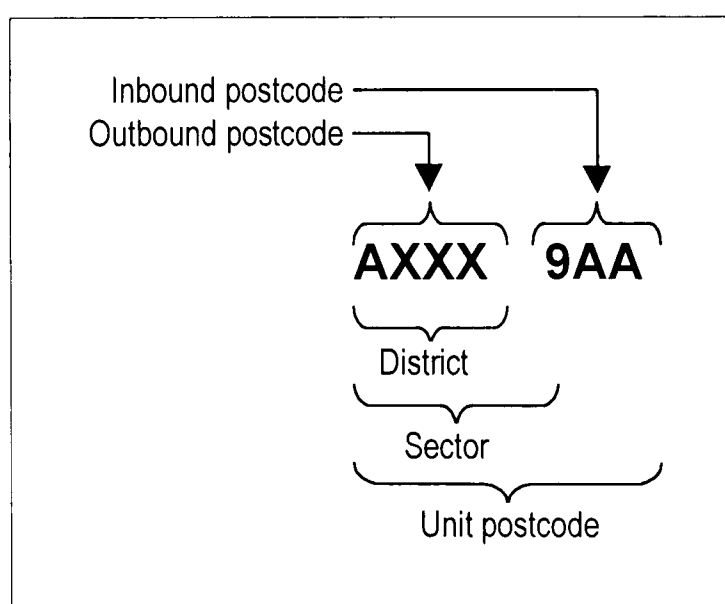 Inbound postcode
Outbound postcode
AXXX 9AA
District
Sector
Unit postcode